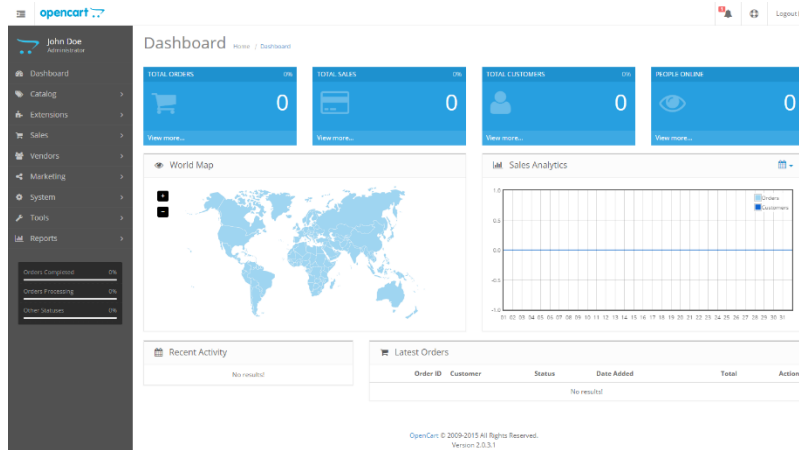 opencart
1
Logout
John Doe
Administrator
Dashboard
Catalog
Extensions
Sales
Vendors
Marketing
System
Tools
Reports
Orders Completed 0%
Orders Processing 0%
Other Statuses 0%
Dashboard Home / Dashboard
TOTAL ORDERS 0%
0
View more...
TOTAL SALES 0%
0
View more...
TOTAL CUSTOMERS 0%
0
View more...
PEOPLE ONLINE
0
View more...
World Map
+
-
Sales Analytics
1.0
0.5
0.0
-0.5
-1.0
Orders
Customers
01 02 03 04 05 06 07 08 09 10 11 12 13 14 15 16 17 18 19 20 21 22 23 24 25 26 27 28 29 30 31
Recent Activity
No results!
Latest Orders
Order ID Customer Status Date Added Total Action
No results!
OpenCart © 2009-2015 All Rights Reserved.
Version 2.0.3.1